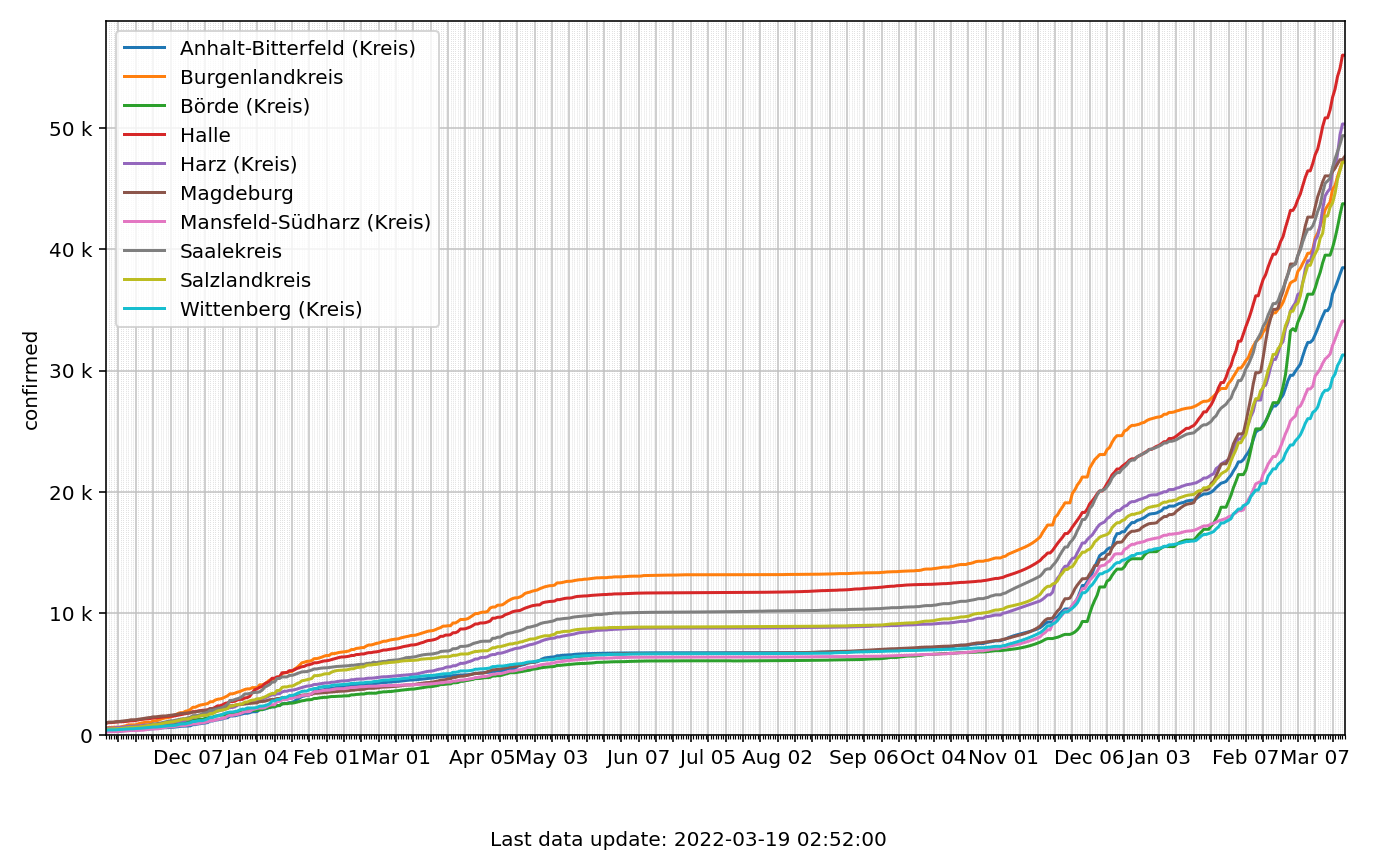 Anhalt-Bitterfeld (Kreis)
Burgenlandkreis
Börde (Kreis)
Halle
Harz (Kreis)
Magdeburg
Mansfeld-Südharz (Kreis)
Saalekreis
Salzlandkreis
Wittenberg (Kreis)
50 k
40 k
30 k
20 k
10 k
0
confirmed
Dec 07 Jan 04 Feb 01 Mar 01 Apr 05 May 03 Jun 07 Jul 05 Aug 02 Sep 06 Oct 04 Nov 01 Dec 06 Jan 03 Feb 07 Mar 07
Last data update: 2022-03-19 02:52:00